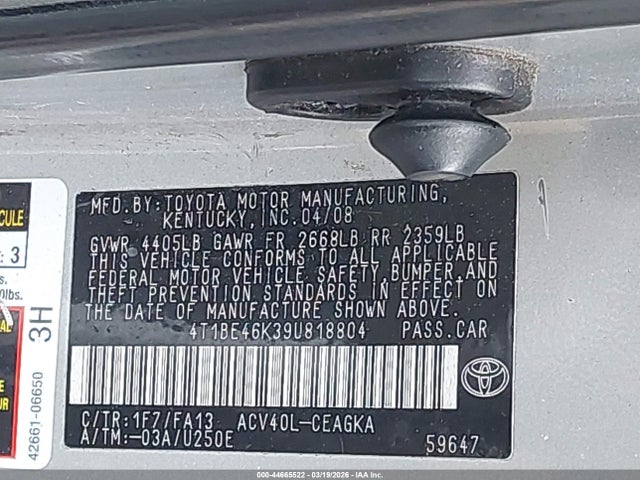 MFD.BY:TOYOTA MOTOR MANUFACTURING,
KENTUCKY, INC. 04/08
GVWR 4405LB GAWR FR 2668LB RR 2359LB
THIS VEHICLE CONFORMS TO ALL APPLICABLE
FEDERAL MOTOR VEHICLE SAFETY, BUMPER, AND
THEFT PREVENTION STANDARDS IN EFFECT ON
THE DATE OF MANUFACTURE SHOWN ABOVE.
4T1BE46K39U818804 PASS.CAR
C/TR:1F7/FA13 ACV40L-CEAGKA
A/TM:-03A/U250E
59647
: 3
3H
42661-06650
000-44665522 - 03/19/2026 - IAA Inc.